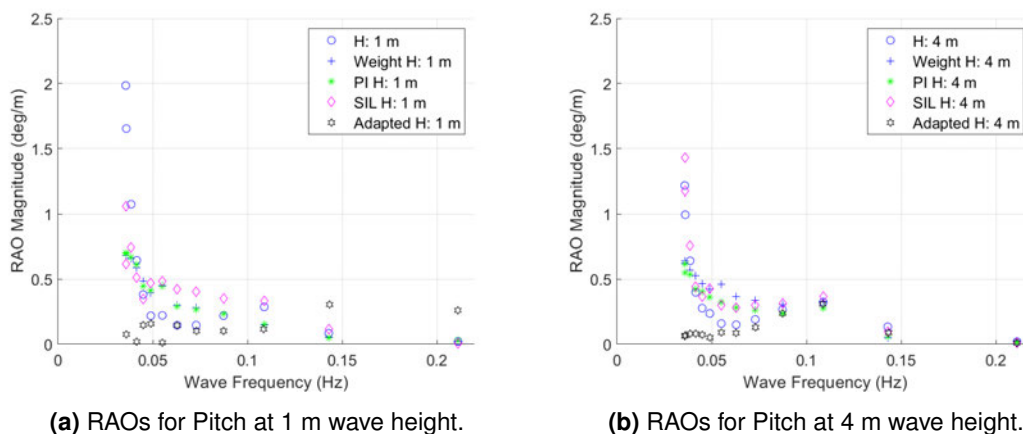 2.5
2
1.5
1
0.5
0
RAO Magnitude (deg/m)
H: 1 m
Weight H: 1 m
PI H: 1 m
SIL H: 1 m
Adapted H: 1 m
0 0.05 0.1 0.15 0.2
Wave Frequency (Hz)
(a) RAOs for Pitch at 1 m wave height.
2.5
2
1.5
1
0.5
0
RAO Magnitude (deg/m)
H: 4 m
Weight H: 4 m
PI H: 4 m
SIL H: 4 m
Adapted H: 4 m
0 0.05 0.1 0.15 0.2
Wave Frequency (Hz)
(b) RAOs for Pitch at 4 m wave height.